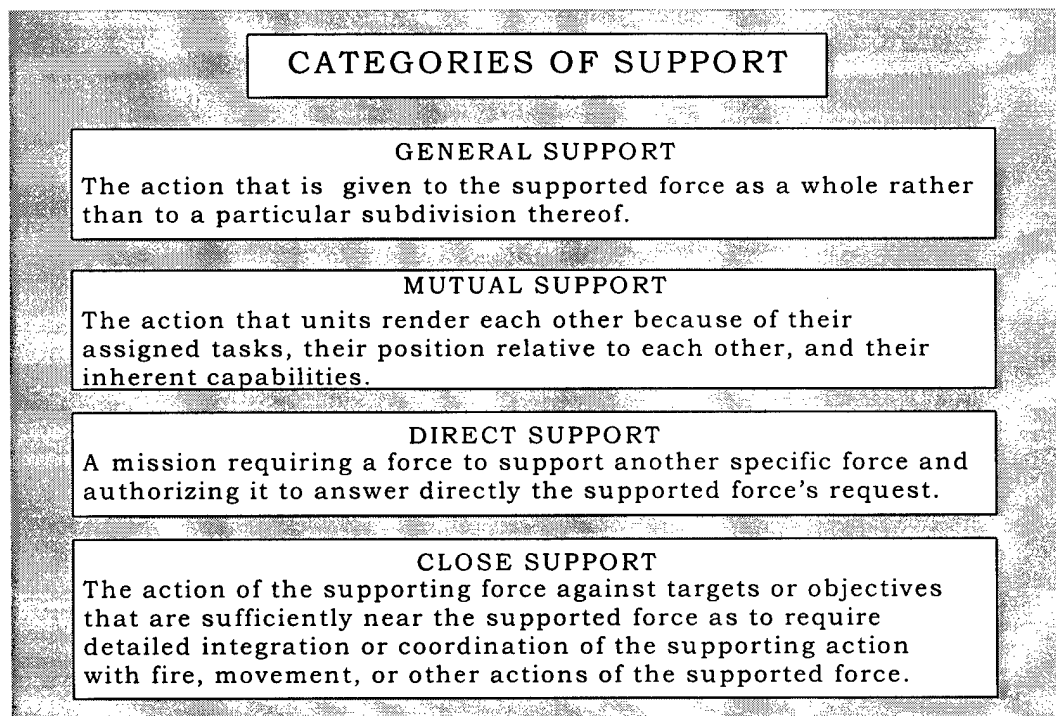 CATEGORIES OF SUPPORT
GENERAL SUPPORT
The action that is given to the supported force as a whole rather
than to a particular subdivision thereof.
MUTUAL SUPPORT
The action that units render each other because of their
assigned tasks, their position relative to each other, and their
inherent capabilities.
DIRECT SUPPORT
A mission requiring a force to support another specific force and
authorizing it to answer directly the supported force's request.
CLOSE SUPPORT
The action of the supporting force against targets or objectives
that are sufficiently near the supported force as to require
detailed integration or coordination of the supporting action
with fire, movement, or other actions of the supported force.